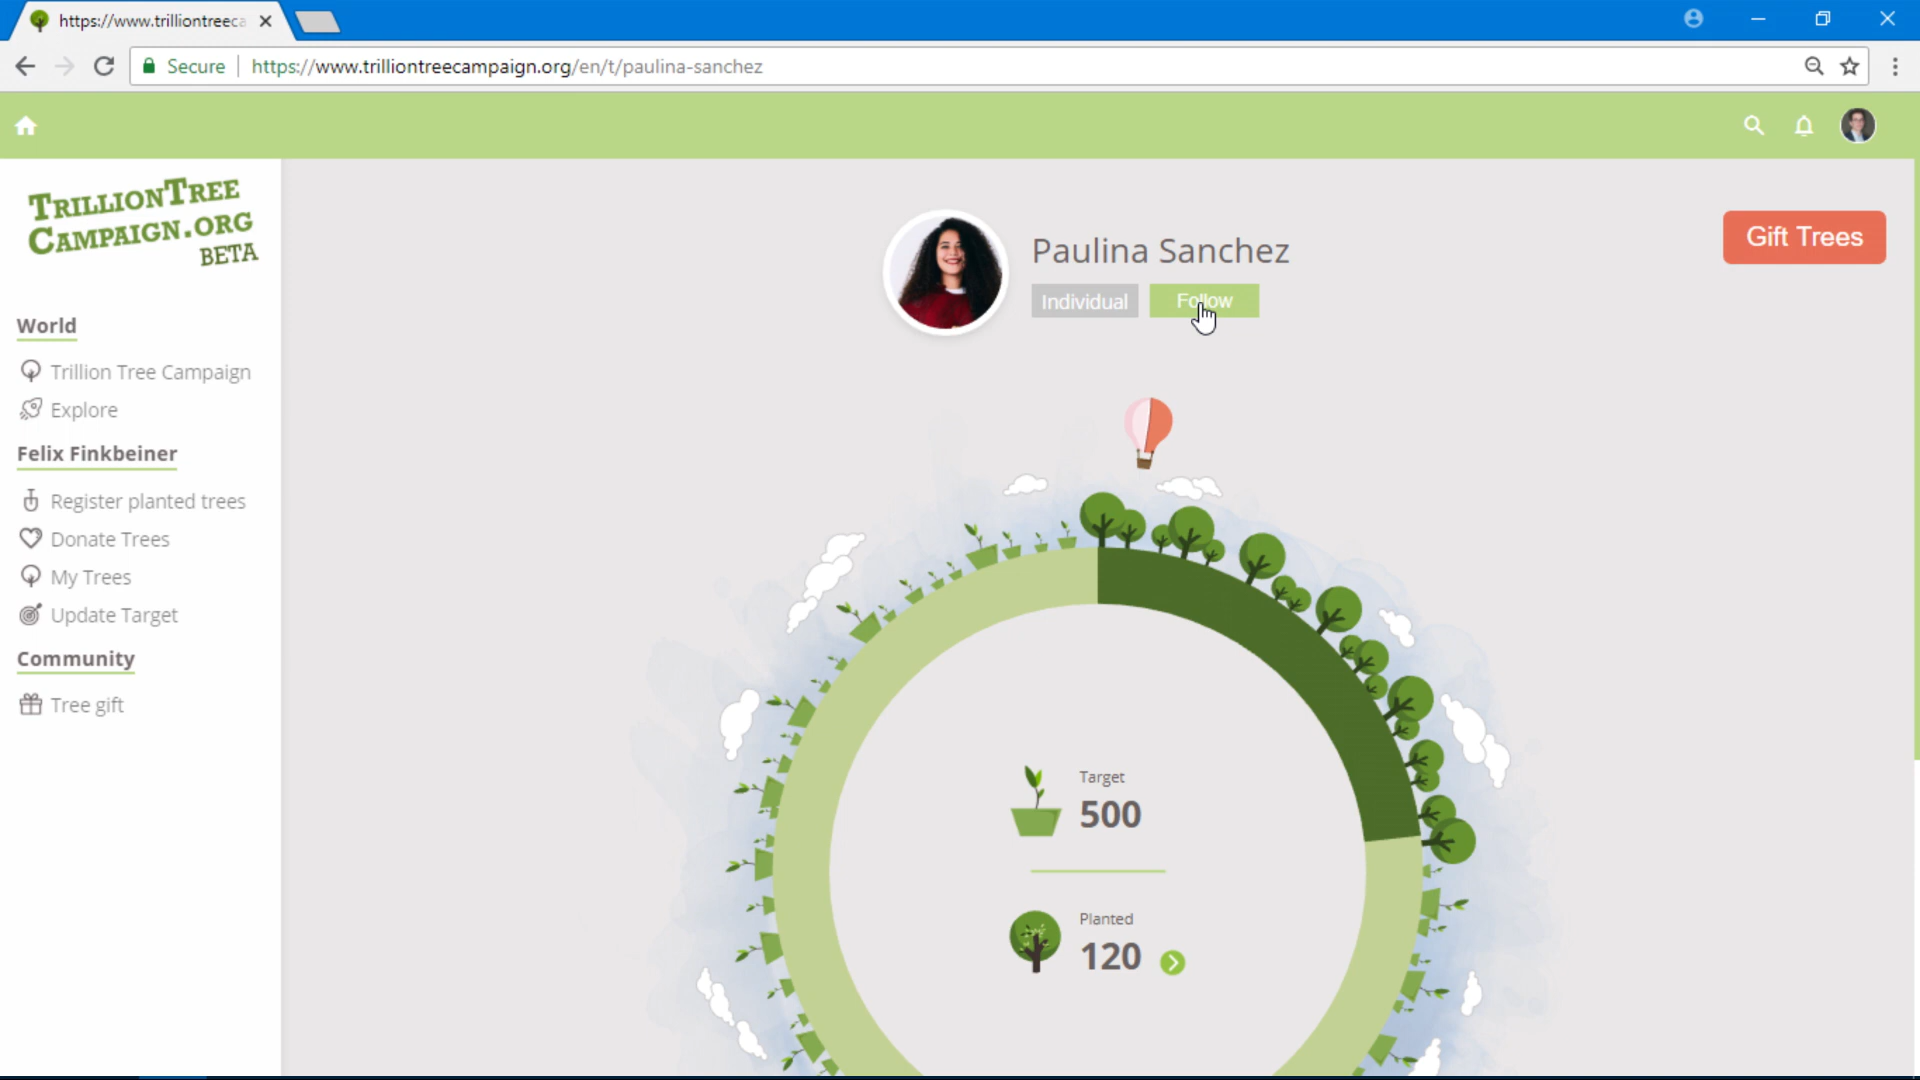 https://www.trilliontreeca
Secure
https://www.trilliontreecampaign.org/en/t/paulina-sanchez
TRILLIONTREE
CAMPAIGN.ORG
BETA
World
Trillion Tree Campaign
Explore
Felix Finkbeiner
Register planted trees
Donate Trees
My Trees
Update Target
Community
Tree gift
Paulina Sanchez
Individual
Follow
Gift Trees
Target
500
Planted
120